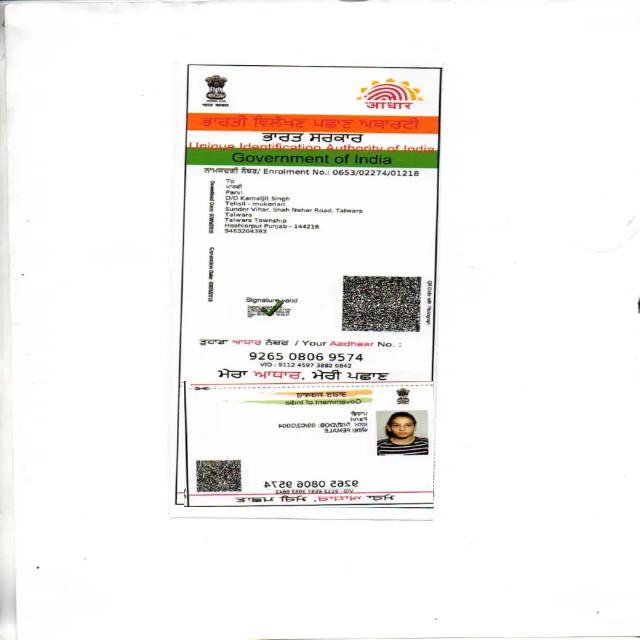 आधार
ਭਾਰਤੀ ਵਿਲੱਖਣ ਪਛਾਣ ਅਥਾਰਟੀ
ਭਾਰਤ ਸਰਕਾਰ
Unique Identification Authority of India
Government of India
ਨਾਮਜ਼ਦਗੀ ਨੰਬਰ/ Enrolment No.: 0653/02274/01218
To
ਪਾਰਵੀ
Parvi
D/O Kamaljit Singh
Tehsil - mukerian
Sunder Vihar, Shah Nehar Road, Talwara
Talwara
Talwara Township
Hoshiarpur Punjab - 144216
9463204393
Signature valid
ਤੁਹਾਡਾ ਆਧਾਰ ਨੰਬਰ / Your Aadhaar No. :
9265 0806 9574
VID : 9112 4597 3882 0842
ਮੇਰਾ ਆਧਾਰ, ਮੇਰੀ ਪਛਾਣ
ਭਾਰਤ ਸਰਕਾਰ
Government of India
ਪਾਰਵੀ
Parvi
DOB: 09/02/2004
FEMALE
9265 0806 9574
VID : 9112 4597 3882 0842
ਮੇਰਾ ਆਧਾਰ, ਮੇਰੀ ਪਛਾਣ